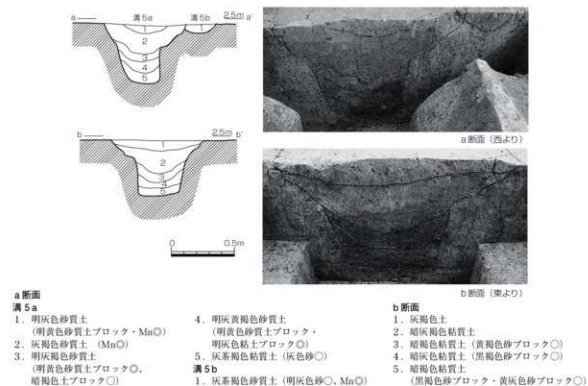 a 溝5a 溝5b 2.5m a'
1
1
2
3
4
5
a断面（西より）
b 2.5m b'
1
2
3
4
5
b断面（東より）
0 0.5m
a断面
溝5a
1. 明灰色砂質土
（明黄色砂質土ブロック・Mn◎）
2. 灰褐色砂質土 （Mn◎）
3. 明灰褐色砂質土
（明黄色砂質土ブロック◎、
暗褐色土ブロック○）
4. 明灰黄褐色砂質土
（明黄色砂質土ブロック・
明灰色粘土ブロック◎）
5. 灰茶褐色粘質土（灰色砂○）
溝5b
1. 灰茶褐色砂質土（明灰色砂○, Mn◎）
b断面
1. 灰褐色土
2. 暗灰褐色粘質土
3. 暗褐色粘質土（黄褐色砂ブロック○）
4. 暗灰色粘質土（黒褐色砂ブロック○）
5. 暗褐色粘質土
（黒褐色砂ブロック・黄灰色砂ブロック○）